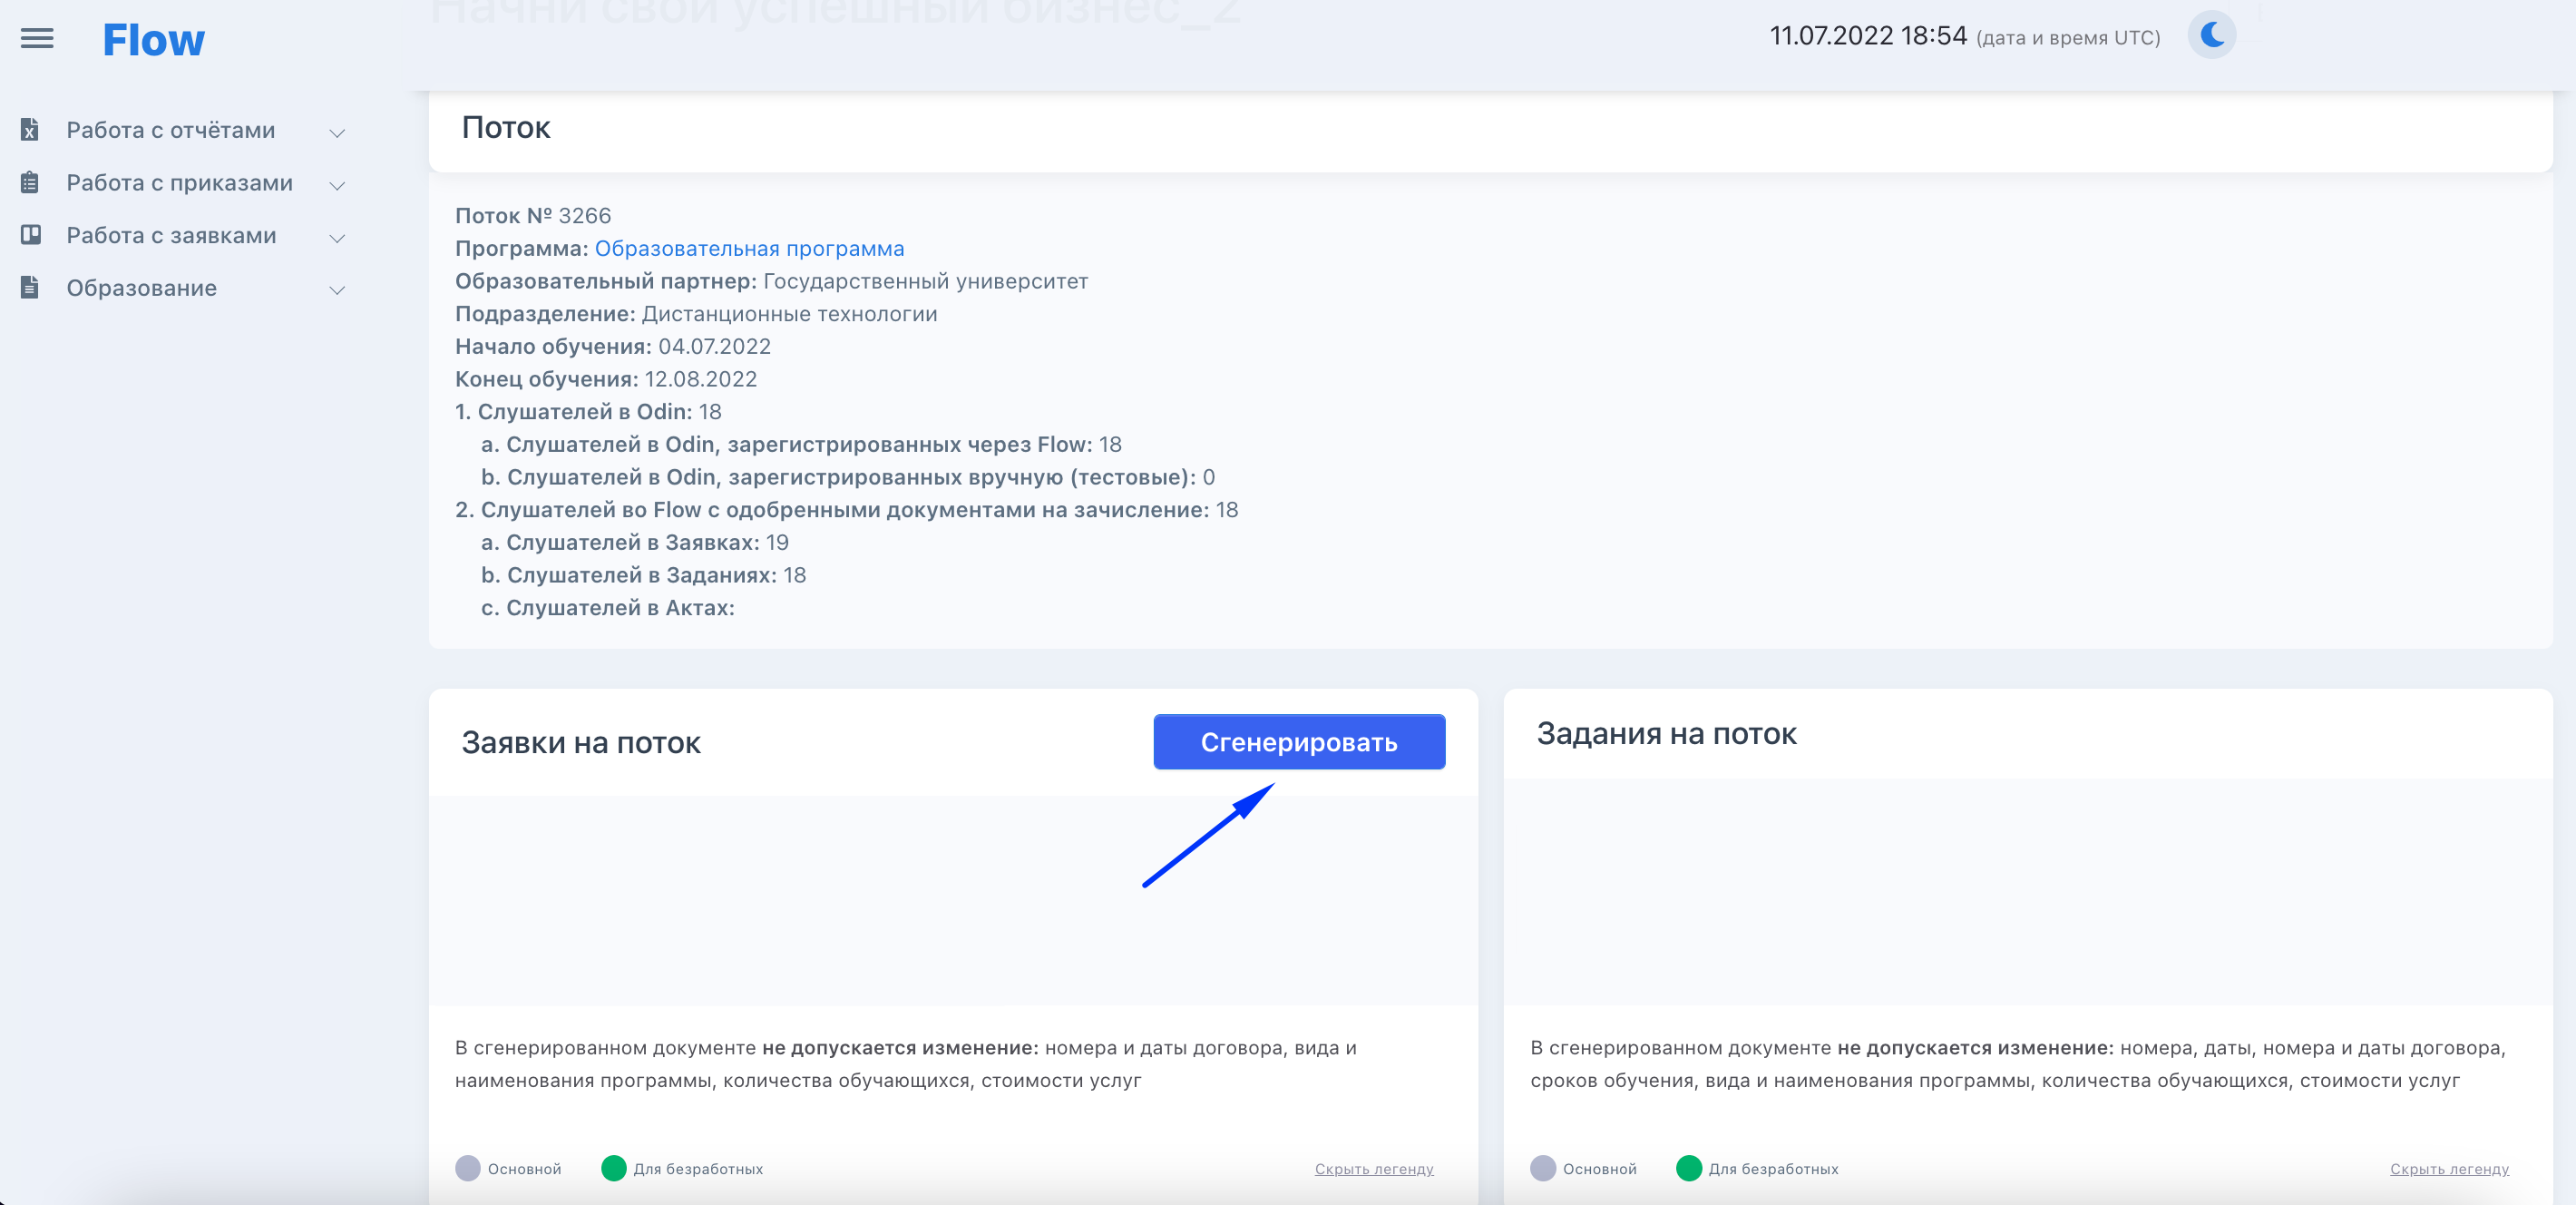 Начни свой успешный бизнес_2
Flow
11.07.2022 18:54 (дата и время UTC)
Работа с отчётами
Работа с приказами
Работа с заявками
Образование
Поток
Поток № 3266
Программа: Образовательная программа
Образовательный партнер: Государственный университет
Подразделение: Дистанционные технологии
Начало обучения: 04.07.2022
Конец обучения: 12.08.2022
1. Слушателей в Odin: 18
a. Слушателей в Odin, зарегистрированных через Flow: 18
b. Слушателей в Odin, зарегистрированных вручную (тестовые): 0
2. Слушателей во Flow с одобренными документами на зачисление: 18
a. Слушателей в Заявках: 19
b. Слушателей в Заданиях: 18
c. Слушателей в Актах:
Заявки на поток
Сгенерировать
В сгенерированном документе не допускается изменение: номера и даты договора, вида и
наименования программы, количества обучающихся, стоимости услуг
Основной
Для безработных
Скрыть легенду
Задания на поток
В сгенерированном документе не допускается изменение: номера, даты, номера и даты договора,
сроков обучения, вида и наименования программы, количества обучающихся, стоимости услуг
Основной
Для безработных
Скрыть легенду